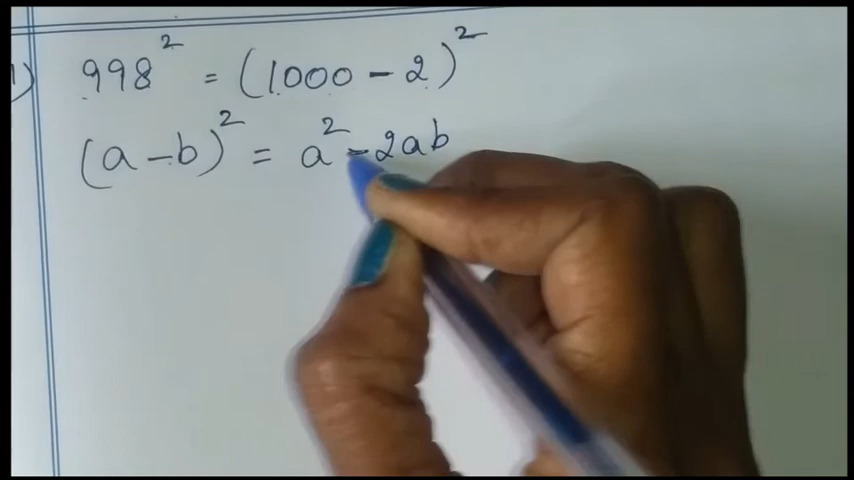 1) 998² = (1000 - 2)²
(a - b)² = a² - 2ab